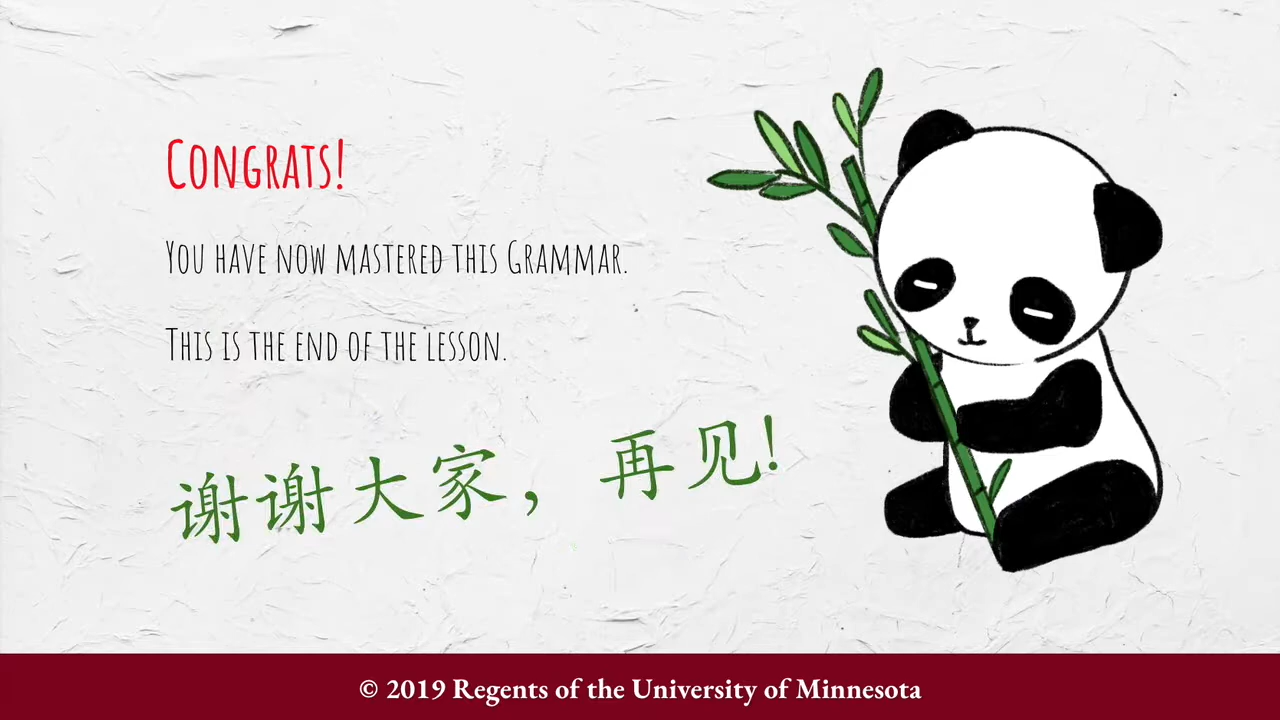 Congrats!
You have now mastered this Grammar.
This is the end of the lesson.
谢谢大家，再见!
© 2019 Regents of the University of Minnesota